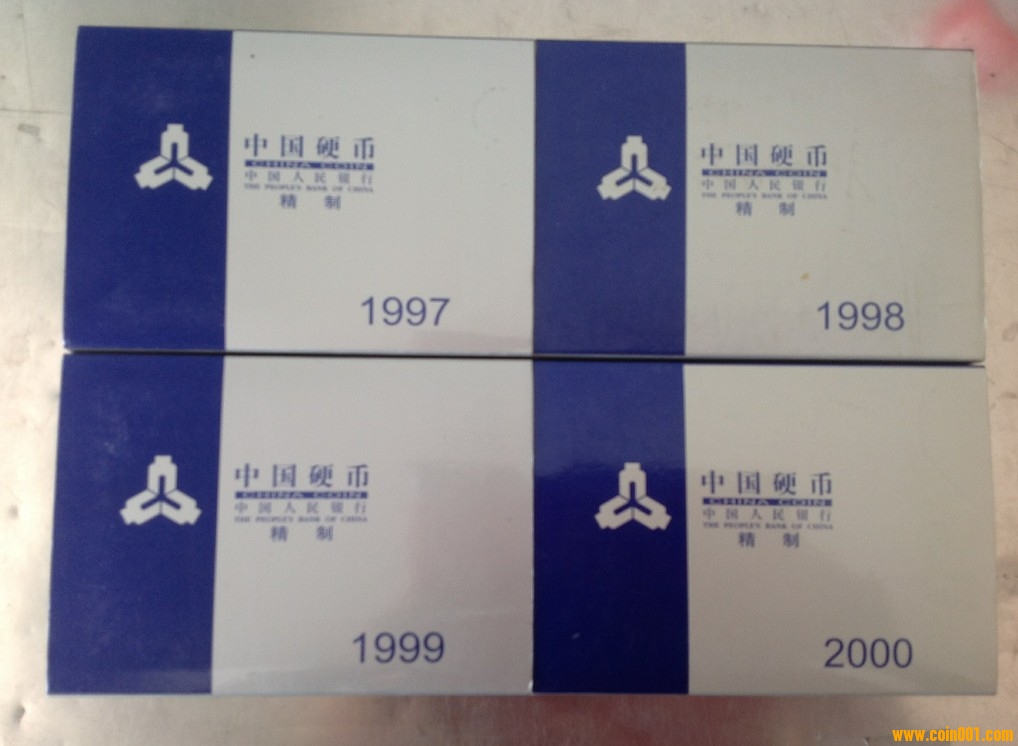 中国硬币
CHINA COIN
中国人民银行
THE PEOPLE'S BANK OF CHINA
精制
1997
中国硬币
CHINA COIN
中国人民银行
THE PEOPLE'S BANK OF CHINA
精制
1998
中国硬币
CHINA COIN
中国人民银行
THE PEOPLE'S BANK OF CHINA
精制
1999
中国硬币
CHINA COIN
中国人民银行
THE PEOPLE'S BANK OF CHINA
精制
2000
www.coin001.com